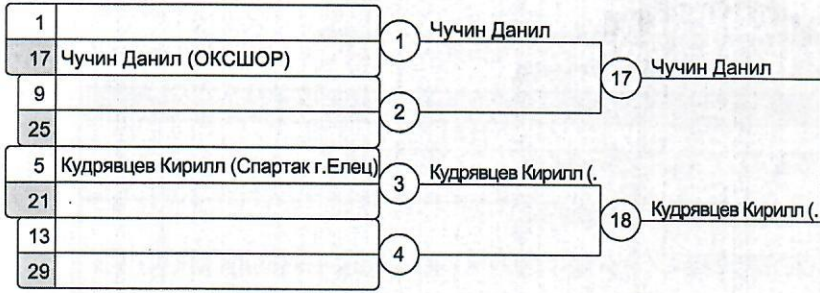 1
17 Чучин Данил (ОКСШОР)
1 Чучин Данил
9
25
2
17 Чучин Данил
5 Кудрявцев Кирилл (Спартак г.Елец)
21
3 Кудрявцев Кирилл (.
13
29
4
18 Кудрявцев Кирилл (.